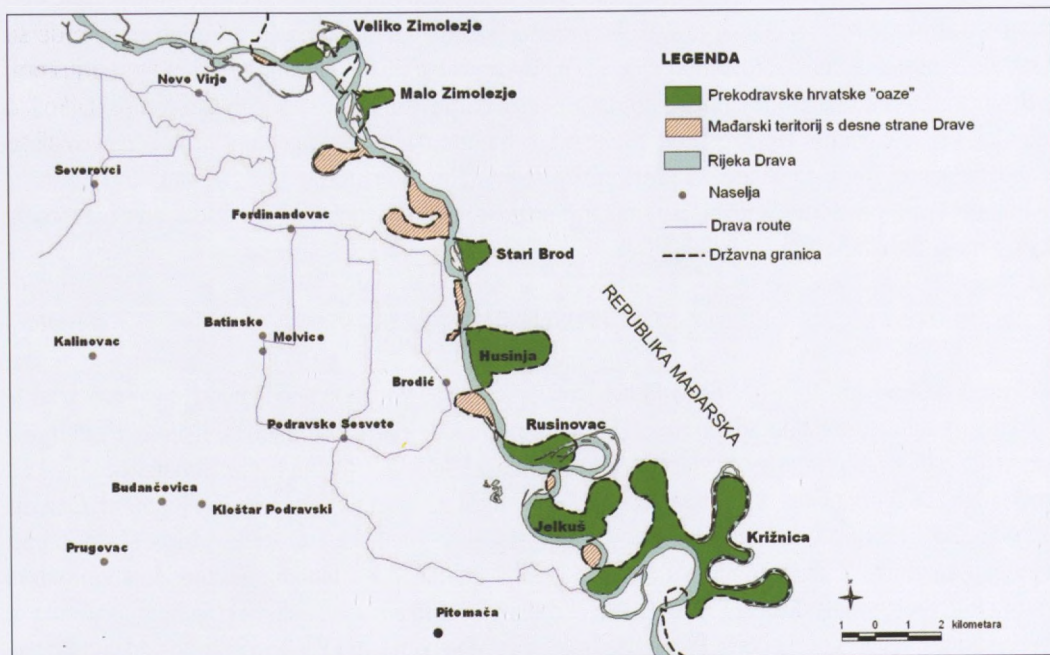 Veliko Zimolezje
Novo Virje
Malo Zimolezje
Severovci
Ferdinandovac
Stari Brod
Batinske
Molvice
Kalinovac
Husinja
Brodić
Podravske Sesvete
Rusinovac
Budančevica
Kloštar Podravski
Jelkuš
Križnica
Prugovac
Pitomača
REPUBLIKA MAĐARSKA
LEGENDA
Prekodravske hrvatske "oaze"
Mađarski teritorij s desne strane Drave
Rijeka Drava
Naselja
Drava route
Državna granica
1 0 1 2 kilometara